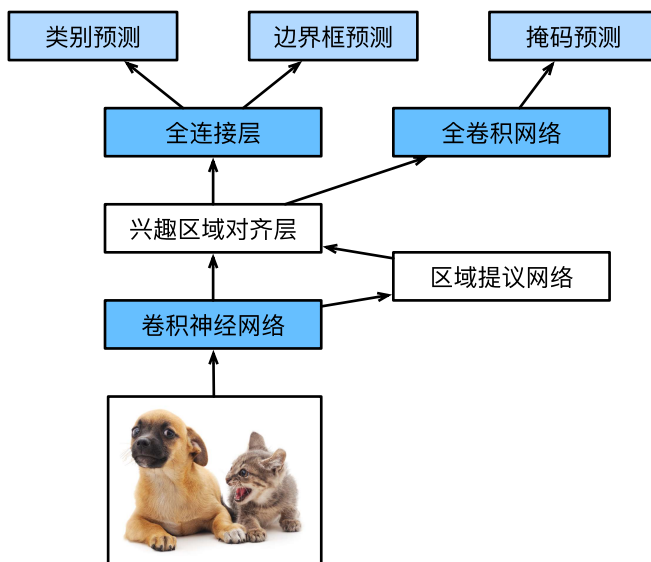 类别预测
边界框预测
掩码预测
全连接层
全卷积网络
兴趣区域对齐层
区域提议网络
卷积神经网络